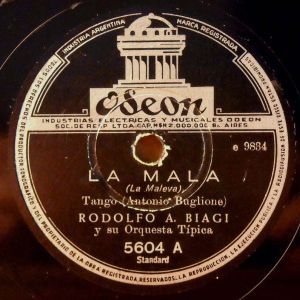 INDUSTRIA ARGENTINA
MARCA REGISTRADA
Odeon
INDUSTRIAS ELECTRICAS Y MUSICALES ODEON
SOC. DE RESP. LTDA. CAP. M$N 2.000.000 Bs. AIRES
e 9884
LA MALA
(La Maleva)
Tango (Antonio Buglione)
RODOLFO A. BIAGI
y su Orquesta Típica
5604 A
Standard